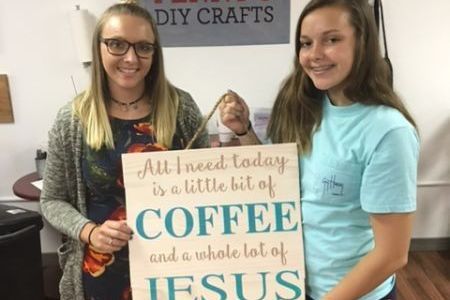 DIY CRAFTS
All I need today
is a little bit of
COFFEE
and a whole lot of
JESUS